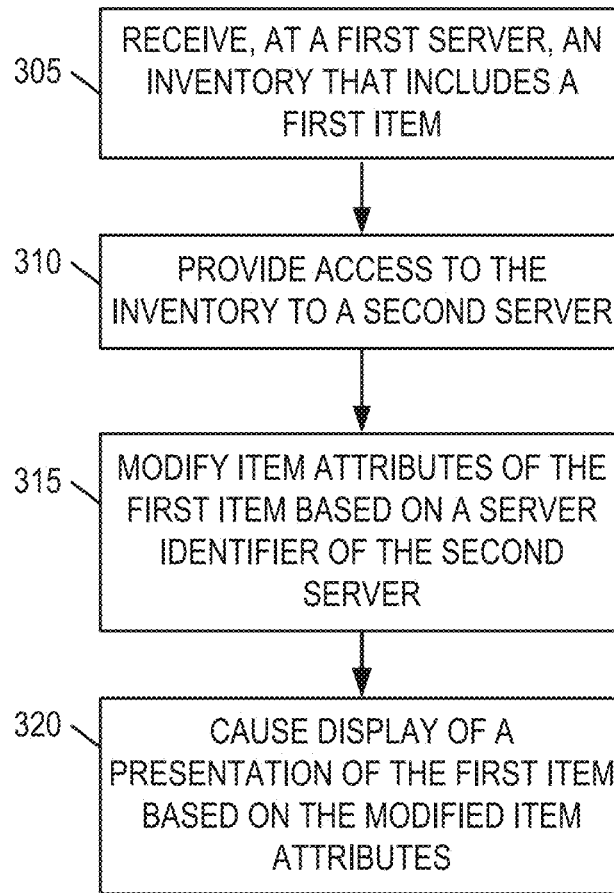 305
RECEIVE, AT A FIRST SERVER, AN
INVENTORY THAT INCLUDES A
FIRST ITEM
310
PROVIDE ACCESS TO THE
INVENTORY TO A SECOND SERVER
315
MODIFY ITEM ATTRIBUTES OF THE
FIRST ITEM BASED ON A SERVER
IDENTIFIER OF THE SECOND
SERVER
320
CAUSE DISPLAY OF A
PRESENTATION OF THE FIRST ITEM
BASED ON THE MODIFIED ITEM
ATTRIBUTES